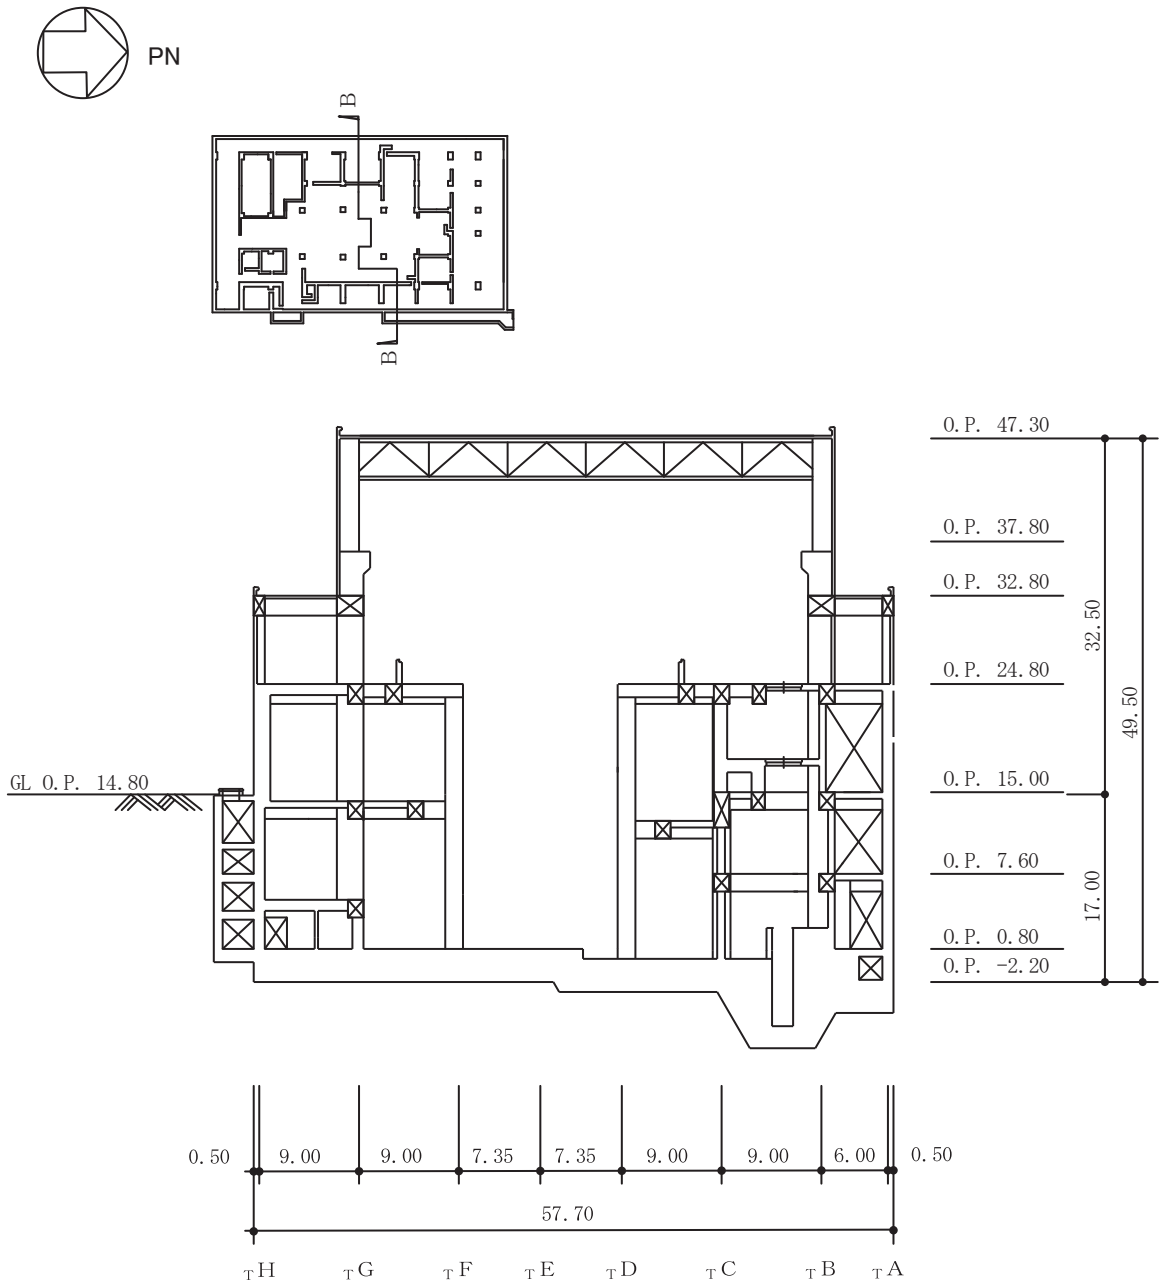 PN
B
B
O.P. 47.30
O.P. 37.80
O.P. 32.80
32.50
O.P. 24.80
49.50
GL O.P. 14.80
O.P. 15.00
O.P. 7.60
17.00
O.P. 0.80
O.P. -2.20
0.50 9.00 9.00 7.35 7.35 9.00 9.00 6.00 0.50
57.70
TH TG TF TE TD TC TB TA